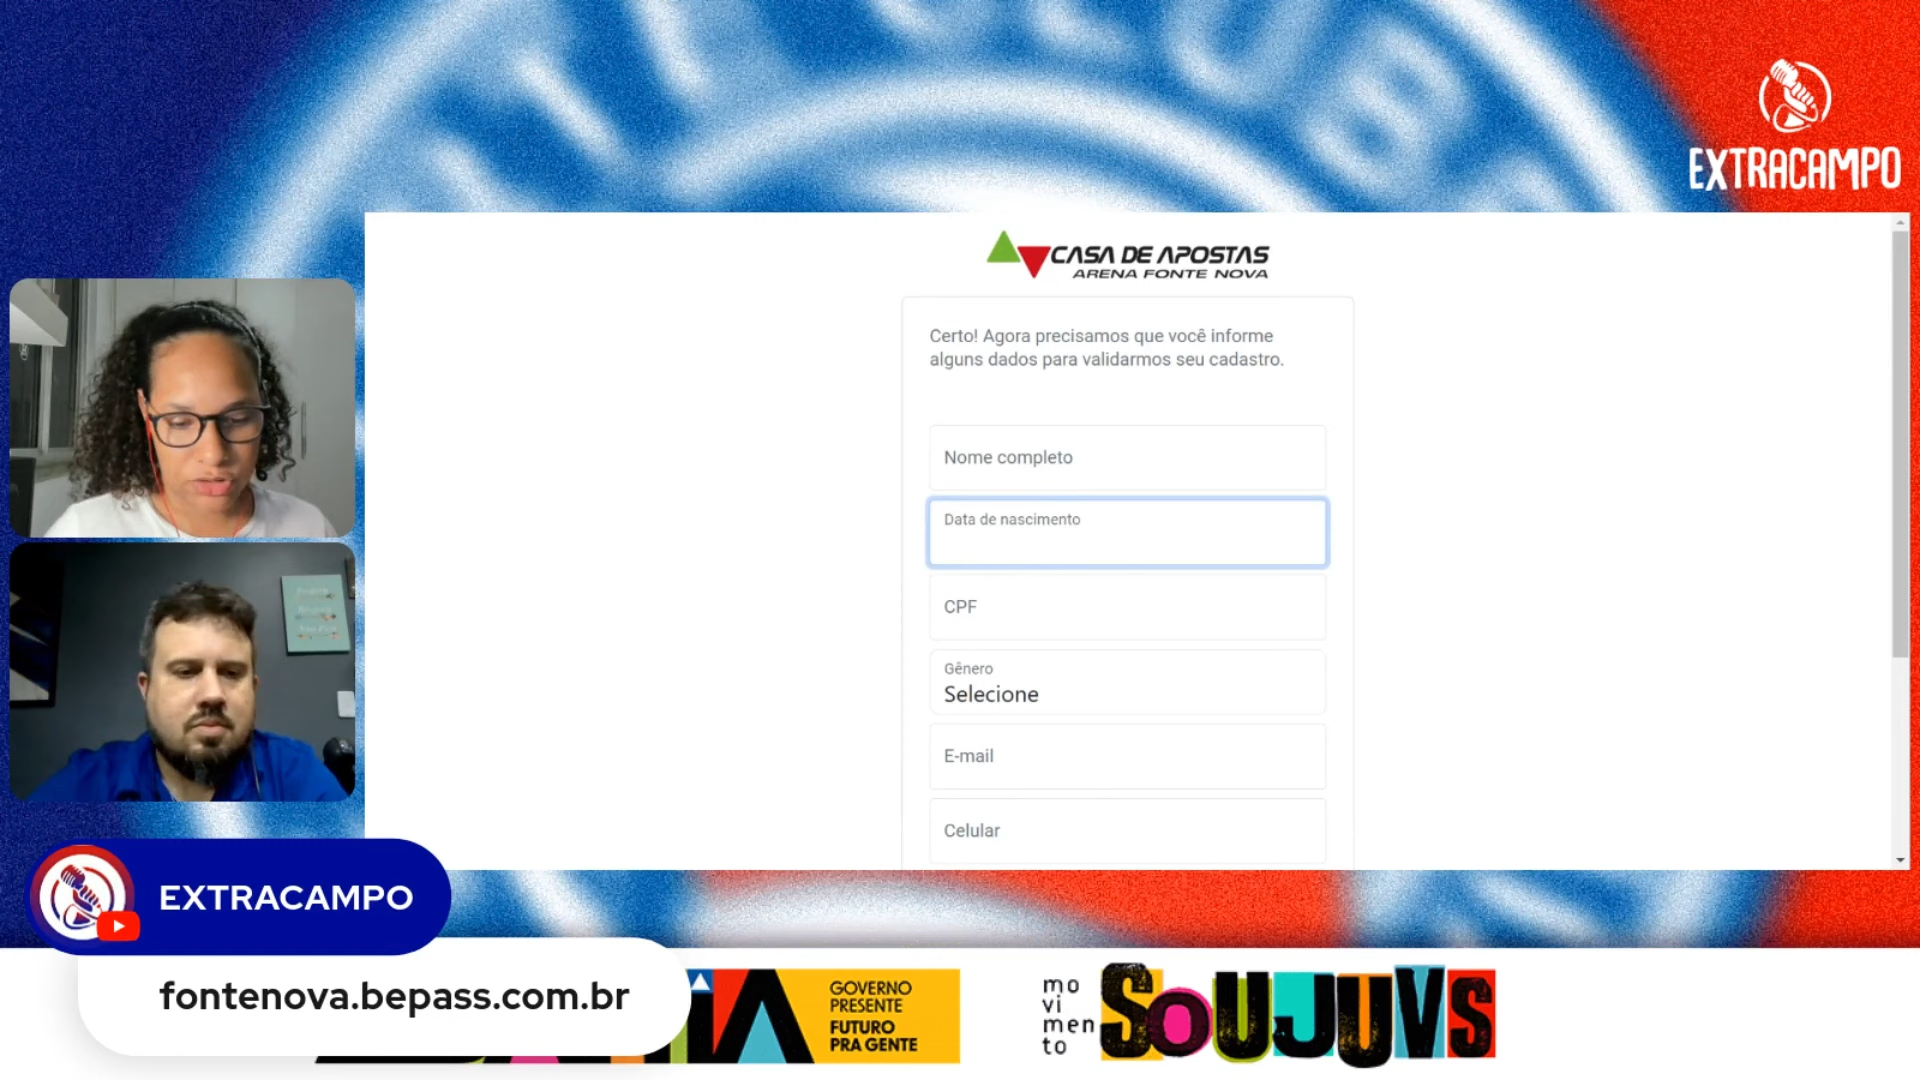 EXTRACAMPO
CASA DE APOSTAS
ARENA FONTE NOVA
Certo! Agora precisamos que você informe
alguns dados para validarmos seu cadastro.
Nome completo
Data de nascimento
CPF
Gênero
Selecione
E-mail
Celular
EXTRACAMPO
fontenova.bepass.com.br
GOVERNO
PRESENTE
FUTURO
PRA GENTE
mo
vi
men
to
SOUJUVS